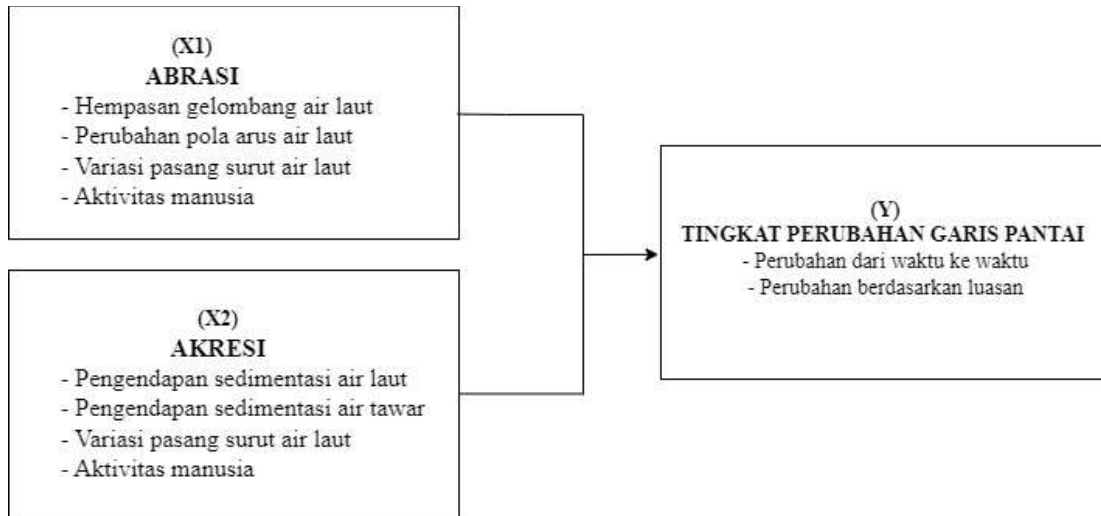 (X1)
ABRASI
- Hempasan gelombang air laut
- Perubahan pola arus air laut
- Variasi pasang surut air laut
- Aktivitas manusia
(X2)
AKRESI
- Pengendapan sedimentasi air laut
- Pengendapan sedimentasi air tawar
- Variasi pasang surut air laut
- Aktivitas manusia
(Y)
TINGKAT PERUBAHAN GARIS PANTAI
- Perubahan dari waktu ke waktu
- Perubahan berdasarkan luasan